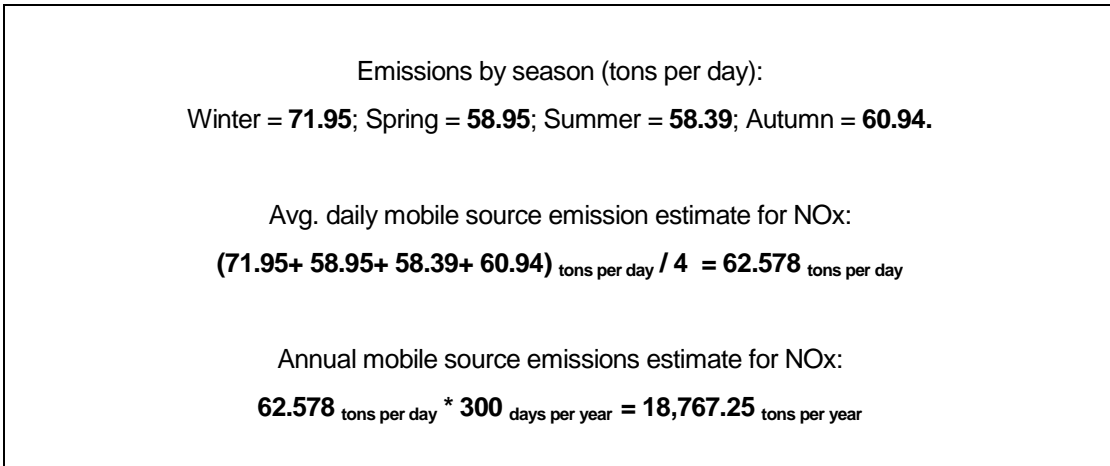 Emissions by season (tons per day):
Winter = 71.95; Spring = 58.95; Summer = 58.39; Autumn = 60.94.
Avg. daily mobile source emission estimate for NOx:
(71.95+ 58.95+ 58.39+ 60.94) tons per day / 4 = 62.578 tons per day
Annual mobile source emissions estimate for NOx:
62.578 tons per day * 300 days per year = 18,767.25 tons per year